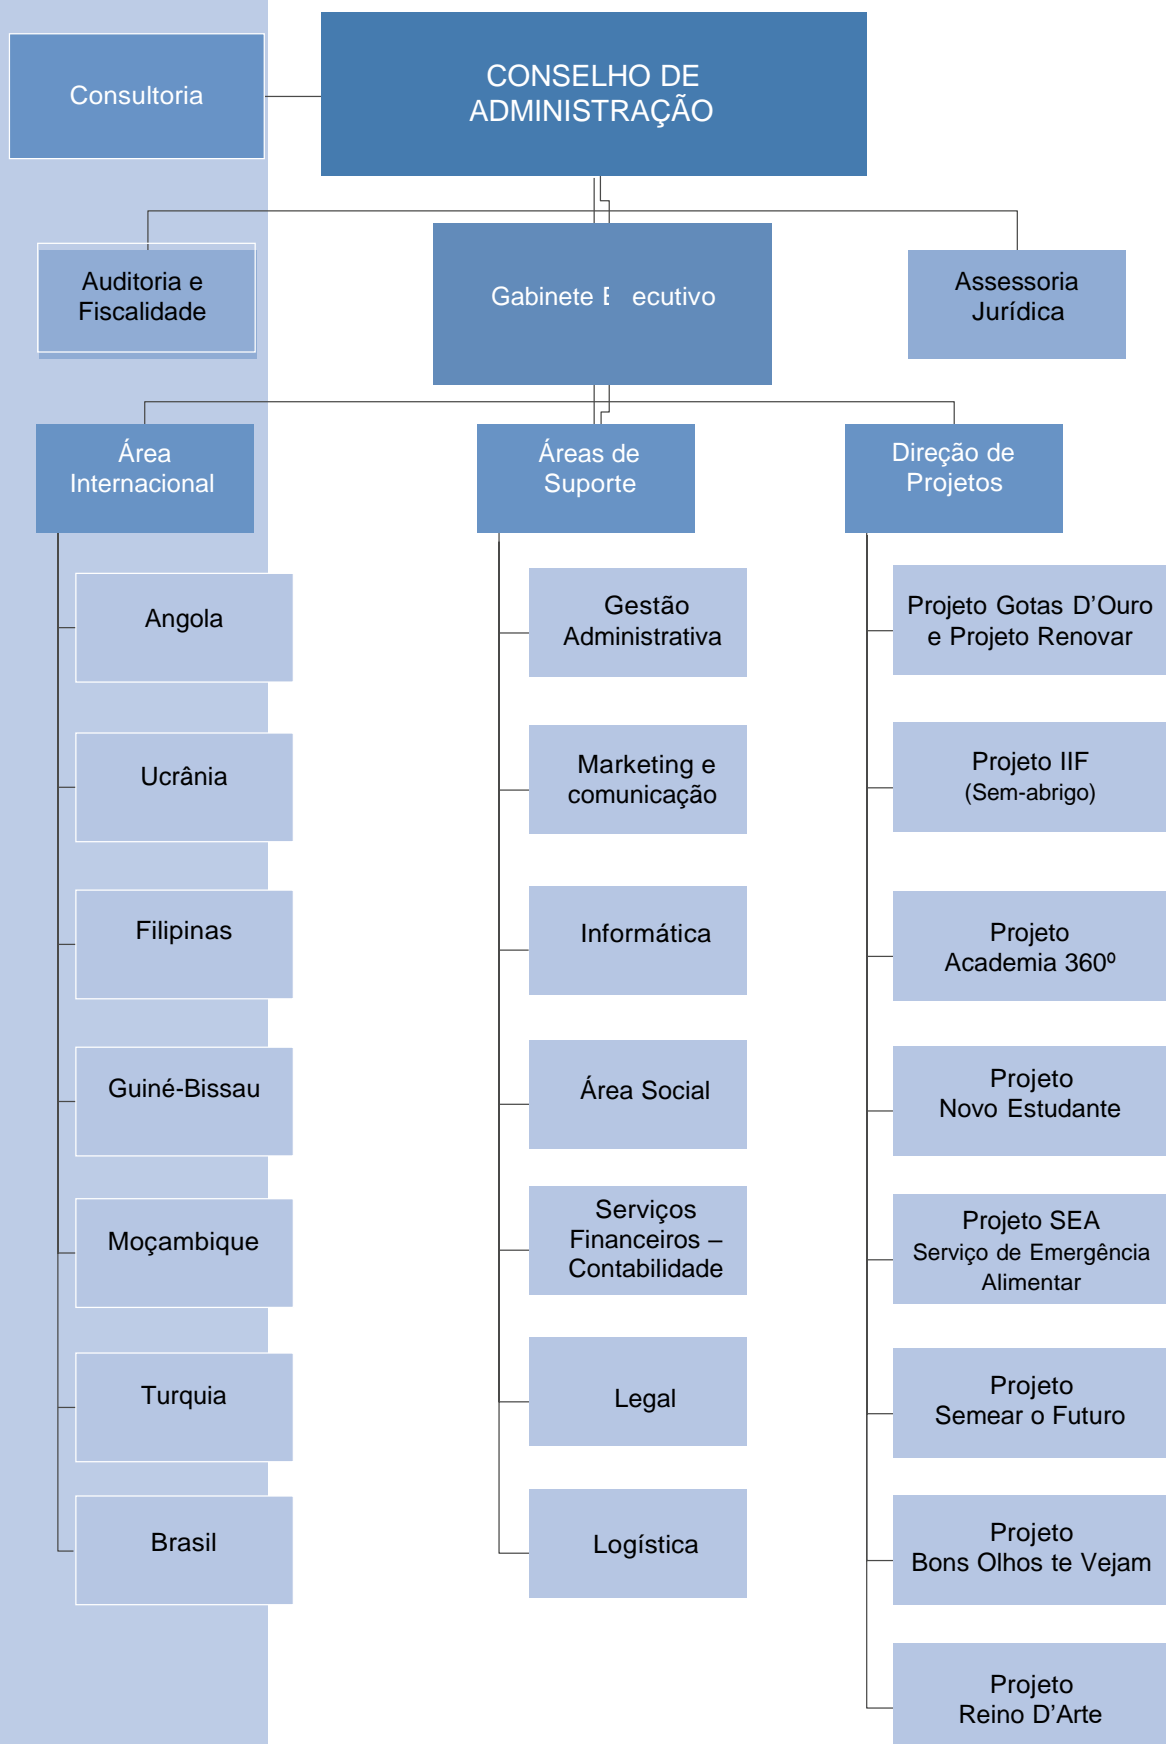 Consultoria
CONSELHO DE
ADMINISTRAÇÃO
Auditoria e
Fiscalidade
Gabinete E ecutivo
Assessoria
Jurídica
Área
Internacional
Áreas de
Suporte
Direção de
Projetos
Angola
Ucrânia
Filipinas
Guiné-Bissau
Moçambique
Turquia
Brasil
Gestão
Administrativa
Marketing e
comunicação
Informática
Área Social
Serviços
Financeiros –
Contabilidade
Legal
Logística
Projeto Gotas D’Ouro
e Projeto Renovar
Projeto IIF
(Sem-abrigo)
Projeto
Academia 360º
Projeto
Novo Estudante
Projeto SEA
Serviço de Emergência
Alimentar
Projeto
Semear o Futuro
Projeto
Bons Olhos te Vejam
Projeto
Reino D’Arte